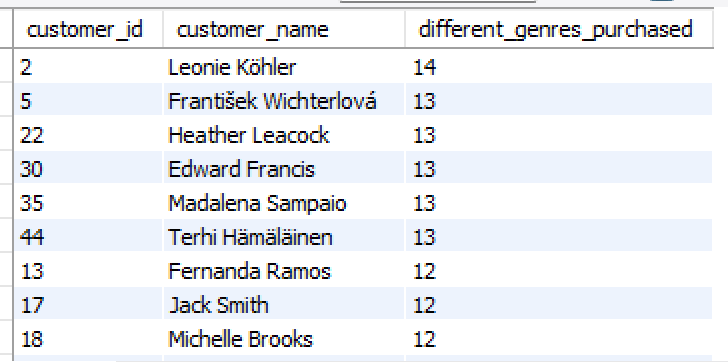 customer_id customer_name different_genres_purchased
2 Leonie Köhler 14
5 František Wichterlová 13
22 Heather Leacock 13
30 Edward Francis 13
35 Madalena Sampaio 13
44 Terhi Hämäläinen 13
13 Fernanda Ramos 12
17 Jack Smith 12
18 Michelle Brooks 12